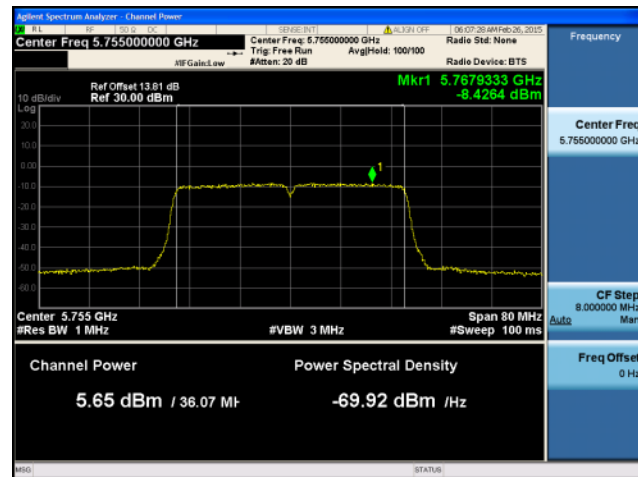 Agilent Spectrum Analyzer - Channel Power
RL RF 50 Ω DC SENSE:INT ALIGN OFF 06:07:28 AM Feb 26, 2015
Center Freq 5.755000000 GHz
Center Freq: 5.755000000 GHz Radio Std: None
Trig: Free Run Avg|Hold: 100/100
#IFGain:Low #Atten: 20 dB Radio Device: BTS
Frequency
Mkr1 5.7679333 GHz
-8.4264 dBm
Ref Offset 13.81 dB
10 dB/div Ref 30.00 dBm
Log
20.0
10.0
0.00
-10.0
-20.0
-30.0
-40.0
-50.0
-60.0
1
Center 5.755 GHz Span 80 MHz
#Res BW 1 MHz #VBW 3 MHz #Sweep 100 ms
Channel Power Power Spectral Density
5.65 dBm / 36.07 MH -69.92 dBm /Hz
Center Freq
5.755000000 GHz
CF Step
8.000000 MHz
Auto Man
Freq Offset
0 Hz
MSG STATUS